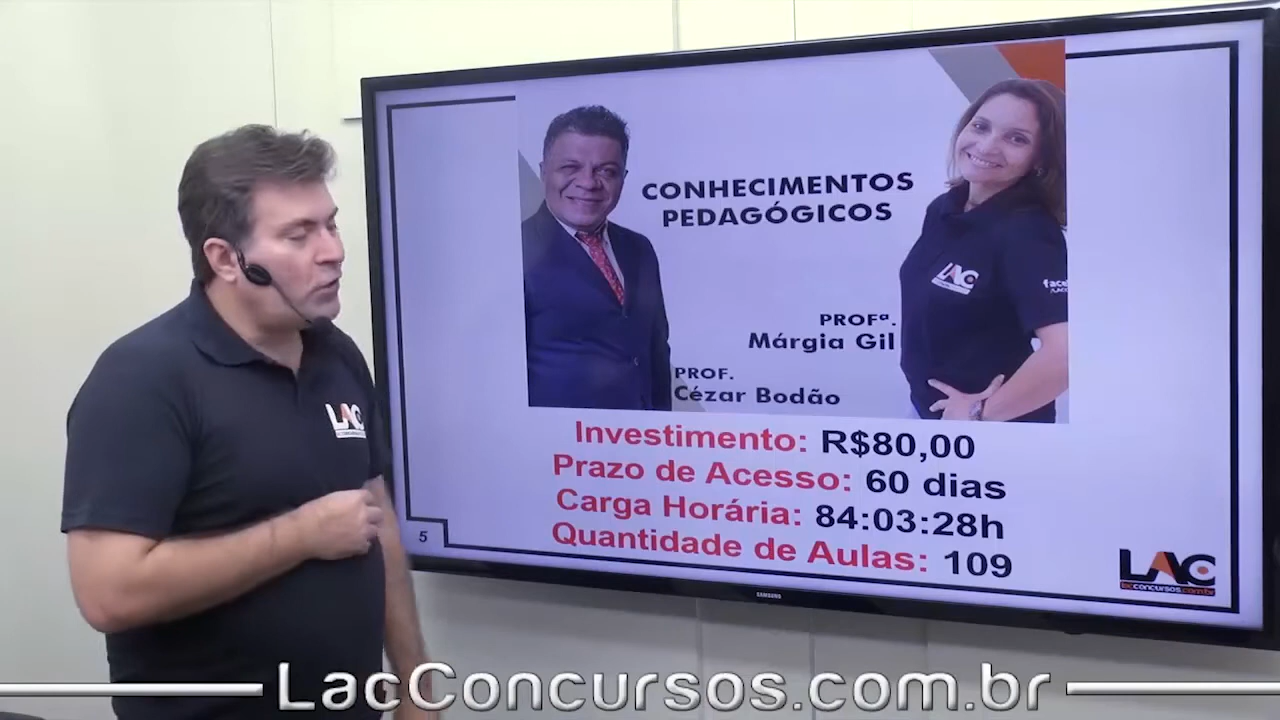 CONHECIMENTOS
PEDAGÓGICOS
LAC
PROFª.
Márgia Gil
PROF.
Cézar Bodão
LAC
Investimento: R$80,00
Prazo de Acesso: 60 dias
Carga Horária: 84:03:28h
Quantidade de Aulas: 109
5
LAC
lacconcursos.com.br
SAMSUNG
LacConcursos.com.br